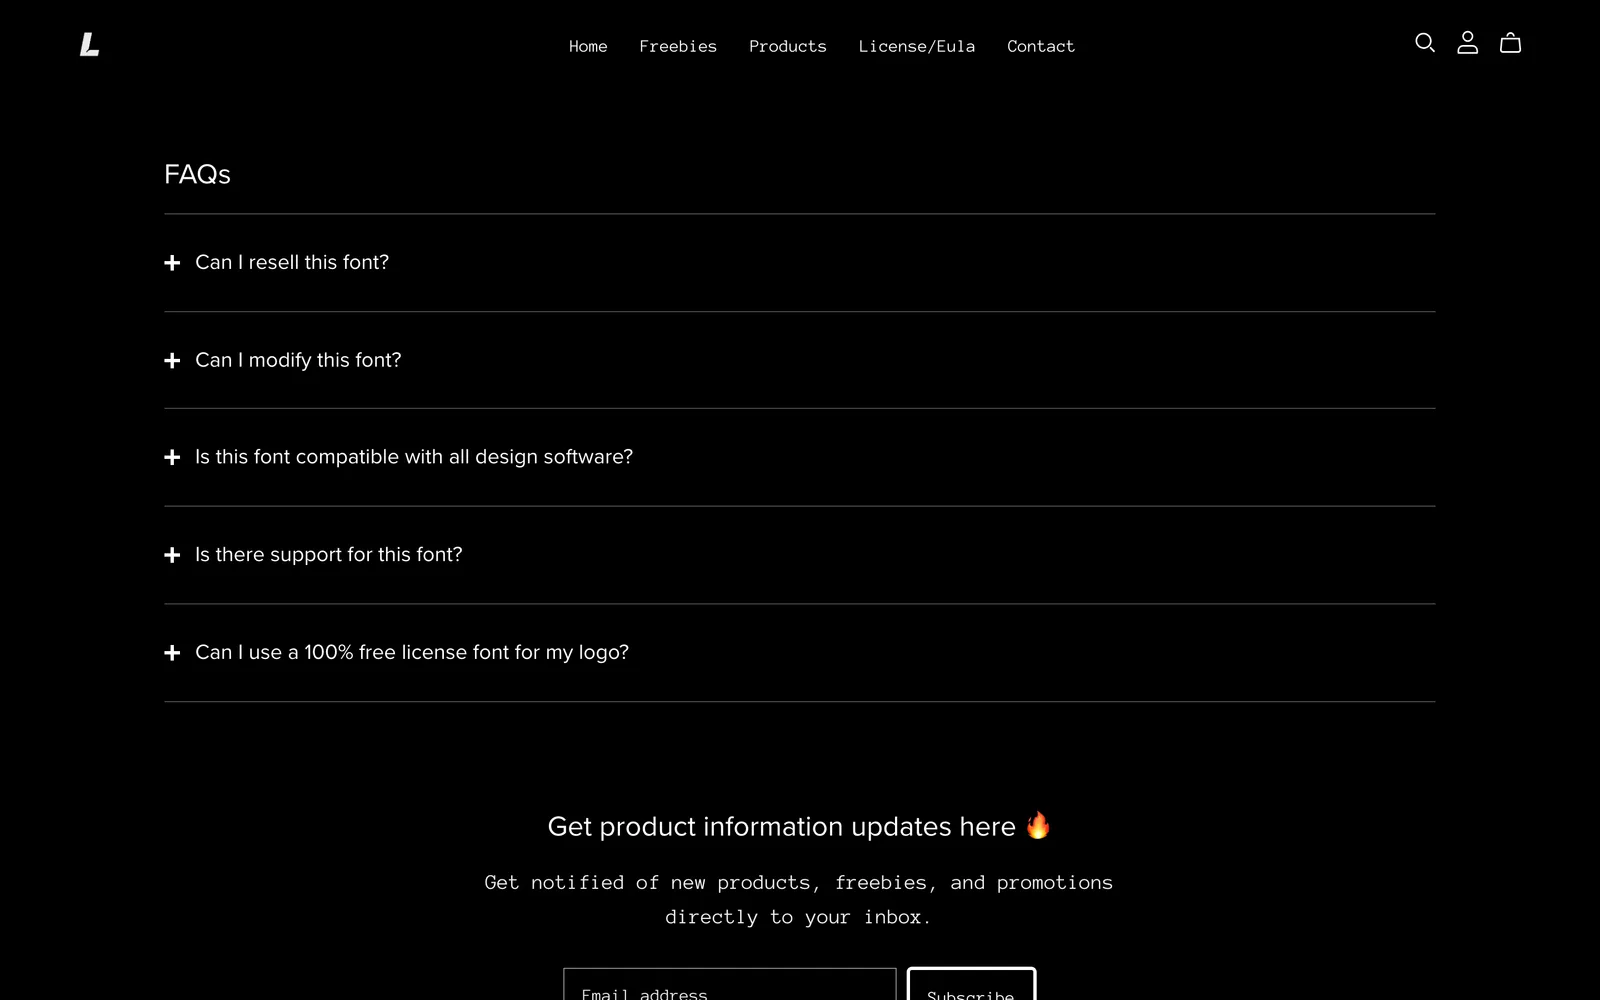 L
Home Freebies Products License/Eula Contact
FAQs
Can I resell this font?
Can I modify this font?
Is this font compatible with all design software?
Is there support for this font?
Can I use a 100% free license font for my logo?
Get product information updates here 🔥
Get notified of new products, freebies, and promotions
directly to your inbox.
Email address Subscribe